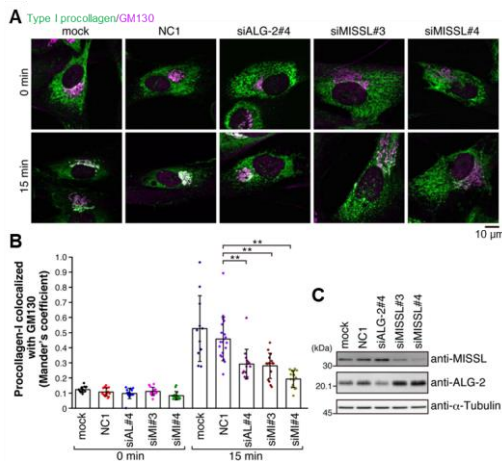 A
Type I procollagen/GM130
mock NC1 siALG-2#4 siMISSL#3 siMISSL#4
0 min
15 min
10 µm
B
Procollagen-I colocalized
with GM130
(Mander's coefficient)
1.0
0.9
0.8
0.7
0.6
0.5
0.4
0.3
0.2
0.1
0
**
**
**
mock NC1 siAL#4 siMI#3 siMI#4 mock NC1 siAL#4 siMI#3 siMI#4
0 min 15 min
C
mock NC1 siALG-2#4 siMISSL#3 siMISSL#4
(kDa)
30
anti-MISSL
20.1
anti-ALG-2
45
anti-α-Tubulin